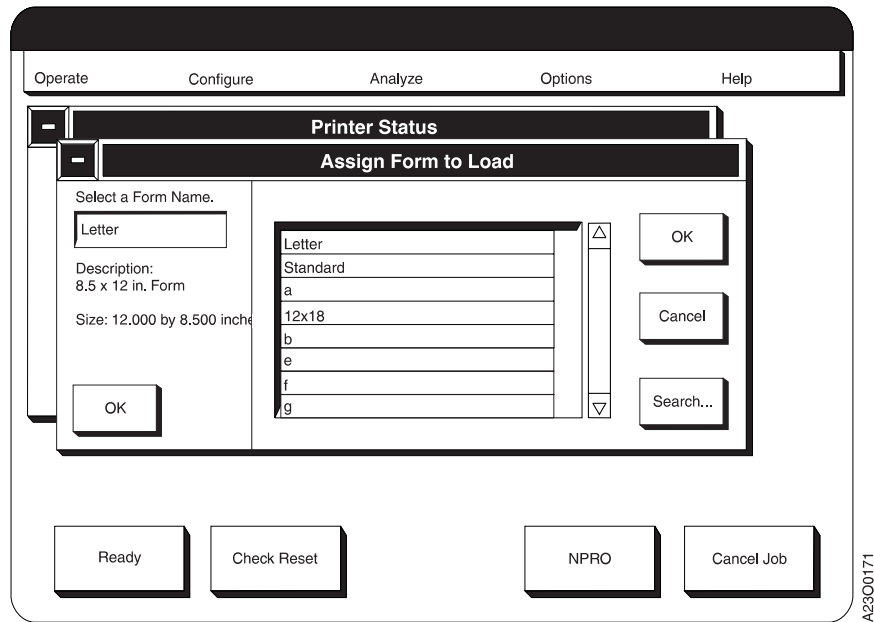 Operate Configure Analyze Options Help
Printer Status
Assign Form to Load
Select a Form Name.
Letter
Description:
8.5 x 12 in. Form
Size: 12.000 by 8.500 inche
OK
Letter
Standard
a
12x18
b
e
f
g
OK
Cancel
Search...
Ready Check Reset NPRO Cancel Job
A23O0171